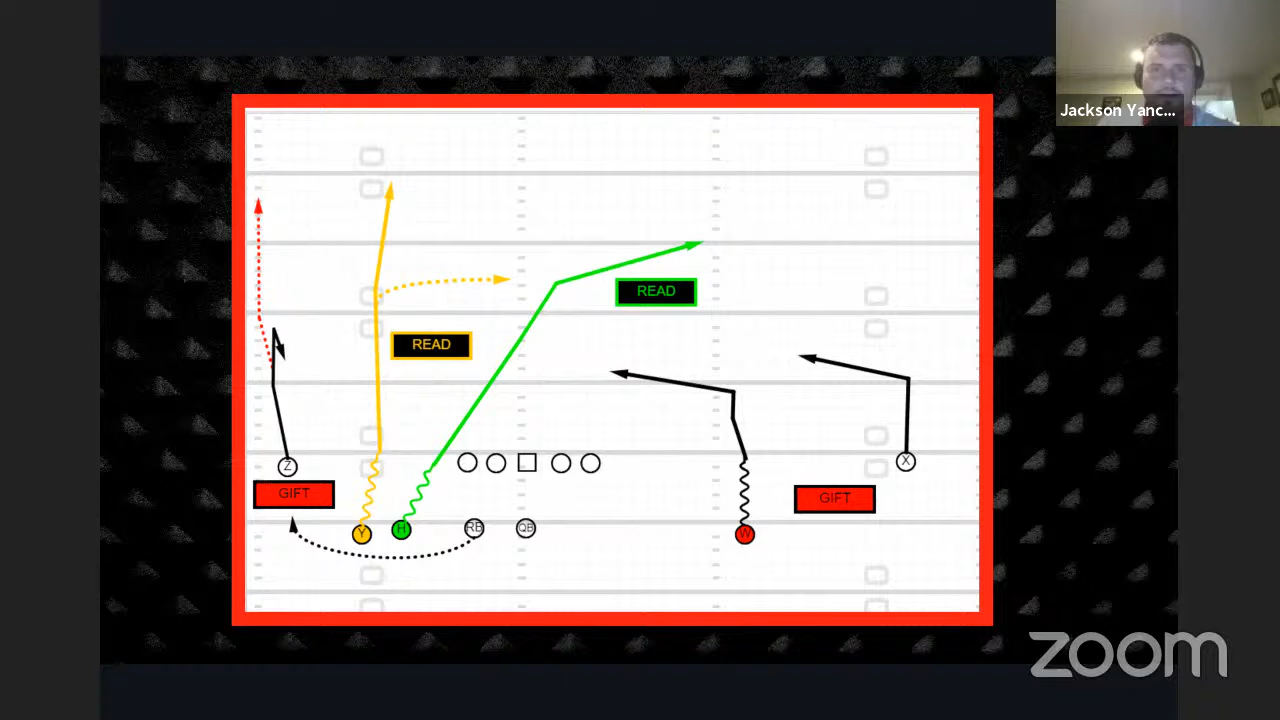 Jackson Yanc...
READ
READ
Z
X
GIFT
GIFT
Y
H
RB
QB
W
zoom